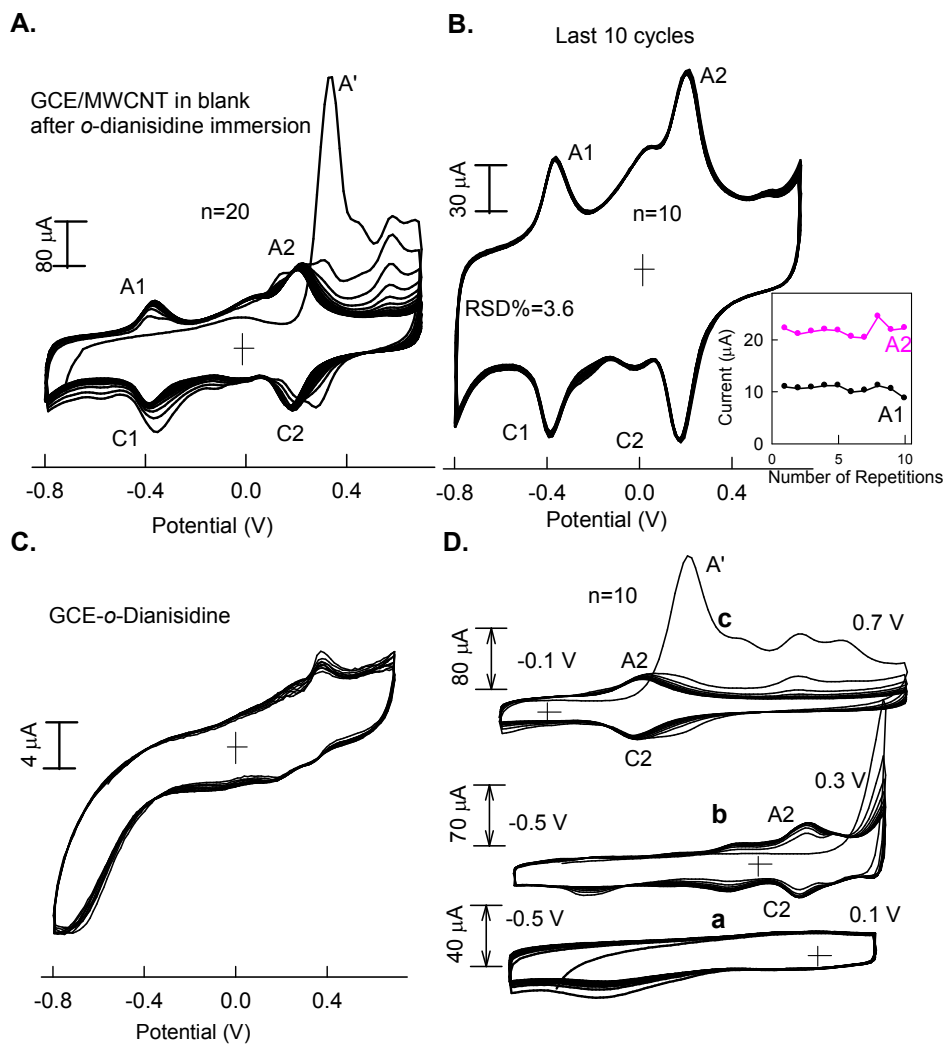 A.
GCE/MWCNT in blank
after o-dianisidine immersion
A'
n=20
80 µA
A1
A2
C1
C2
-0.8
-0.4
0.0
0.4
Potential (V)
B.
Last 10 cycles
A2
A1
30 µA
n=10
RSD%=3.6
C1
C2
-0.8
-0.4
0.0
0.4
Potential (V)
Current (µA)
20
10
0
A2
A1
0
5
10
Number of Repetitions
C.
GCE-o-Dianisidine
4 µA
-0.8
-0.4
0.0
0.4
Potential (V)
D.
A'
n=10
c
0.7 V
80 µA
-0.1 V
A2
C2
0.3 V
70 µA
-0.5 V
b
A2
C2
40 µA
-0.5 V
a
0.1 V